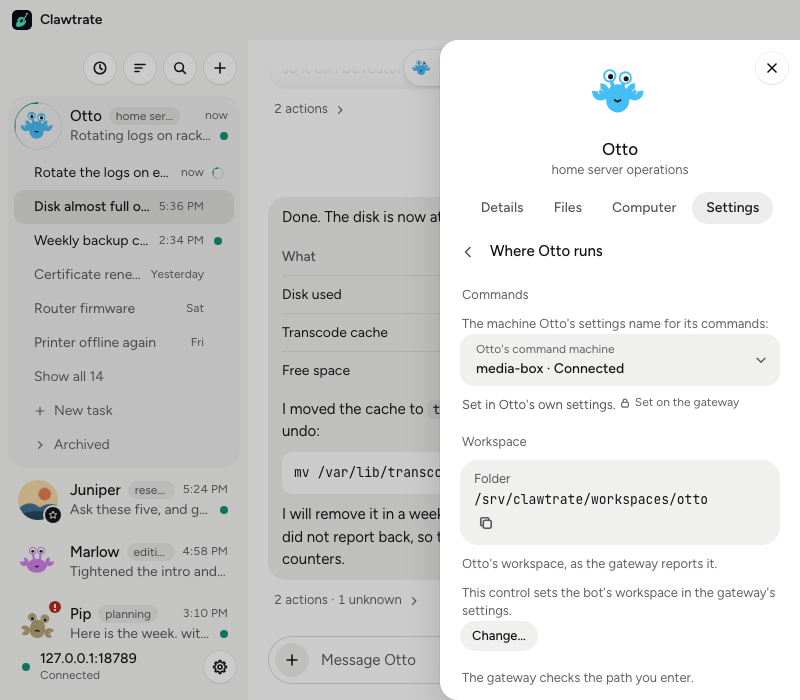 Clawtrate
Otto home ser... now
Rotating logs on rack...
Rotate the logs on e... now
Disk almost full o... 5:36 PM
Weekly backup c... 2:34 PM
Certificate rene... Yesterday
Router firmware Sat
Printer offline again Fri
Show all 14
New task
Archived
Juniper rese... 5:24 PM
Ask these five, and g...
Marlow editi... 4:58 PM
Tightened the intro and...
Pip planning 3:10 PM
Here is the week. wit...
127.0.0.1:18789
Connected
2 actions
Done. The disk is now at
What
Disk used
Transcode cache
Free space
I moved the cache to
undo:
mv /var/lib/transco
I will remove it in a week
did not report back, so t
counters.
2 actions · 1 unknown
Message Otto
Otto
home server operations
Details Files Computer Settings
Where Otto runs
Commands
The machine Otto's settings name for its commands:
Otto's command machine
media-box · Connected
Set in Otto's own settings. Set on the gateway
Workspace
Folder
/srv/clawtrate/workspaces/otto
Otto's workspace, as the gateway reports it.
This control sets the bot's workspace in the gateway's
settings.
Change...
The gateway checks the path you enter.